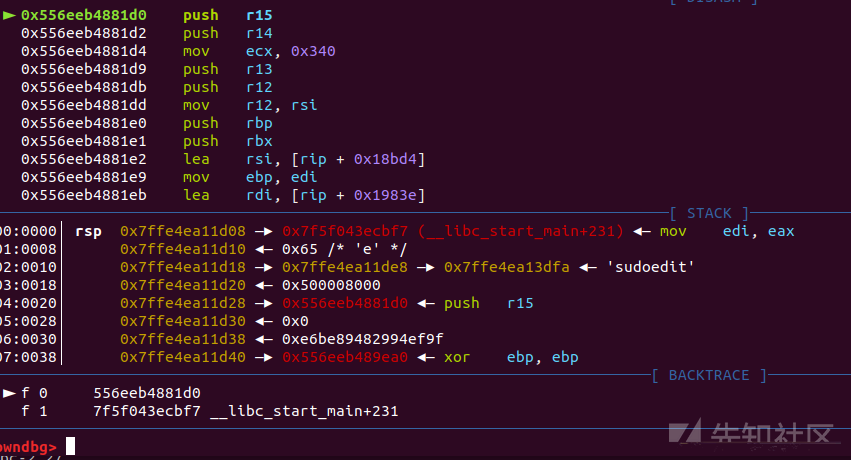 [ DISASM ]
► 0x556eeb4881d0 push r15
0x556eeb4881d2 push r14
0x556eeb4881d4 mov ecx, 0x340
0x556eeb4881d9 push r13
0x556eeb4881db push r12
0x556eeb4881dd mov r12, rsi
0x556eeb4881e0 push rbp
0x556eeb4881e1 push rbx
0x556eeb4881e2 lea rsi, [rip + 0x18bd4]
0x556eeb4881e9 mov ebp, edi
0x556eeb4881eb lea rdi, [rip + 0x1983e]
[ STACK ]
00:0000│ rsp 0x7ffe4ea11d08 —▸ 0x7f5f043ecbf7 (__libc_start_main+231) ◂— mov edi, eax
01:0008│ 0x7ffe4ea11d10 ◂— 0x65 /* 'e' */
02:0010│ 0x7ffe4ea11d18 —▸ 0x7ffe4ea11de8 —▸ 0x7ffe4ea13dfa ◂— 'sudoedit'
03:0018│ 0x7ffe4ea11d20 ◂— 0x500008000
04:0020│ 0x7ffe4ea11d28 —▸ 0x556eeb4881d0 ◂— push r15
05:0028│ 0x7ffe4ea11d30 ◂— 0x0
06:0030│ 0x7ffe4ea11d38 ◂— 0xe6be89482994ef9f
07:0038│ 0x7ffe4ea11d40 —▸ 0x556eeb489ea0 ◂— xor ebp, ebp
[ BACKTRACE ]
► f 0 556eeb4881d0
f 1 7f5f043ecbf7 __libc_start_main+231
pwndbg>
先知社区